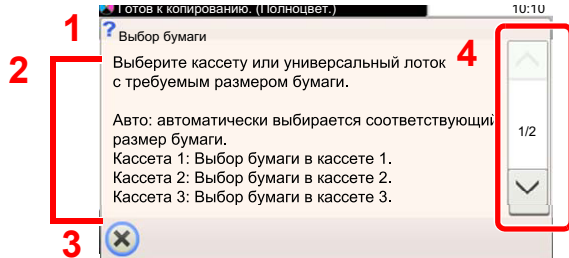 Готов к копированию. (Полноцвет.) 10:10
1
? Выбор бумаги
2
Выберите кассету или универсальный лоток
с требуемым размером бумаги.
4
Авто: автоматически выбирается соответствующий
размер бумаги.
1/2
Кассета 1: Выбор бумаги в кассете 1.
Кассета 2: Выбор бумаги в кассете 2.
Кассета 3: Выбор бумаги в кассете 3.
3